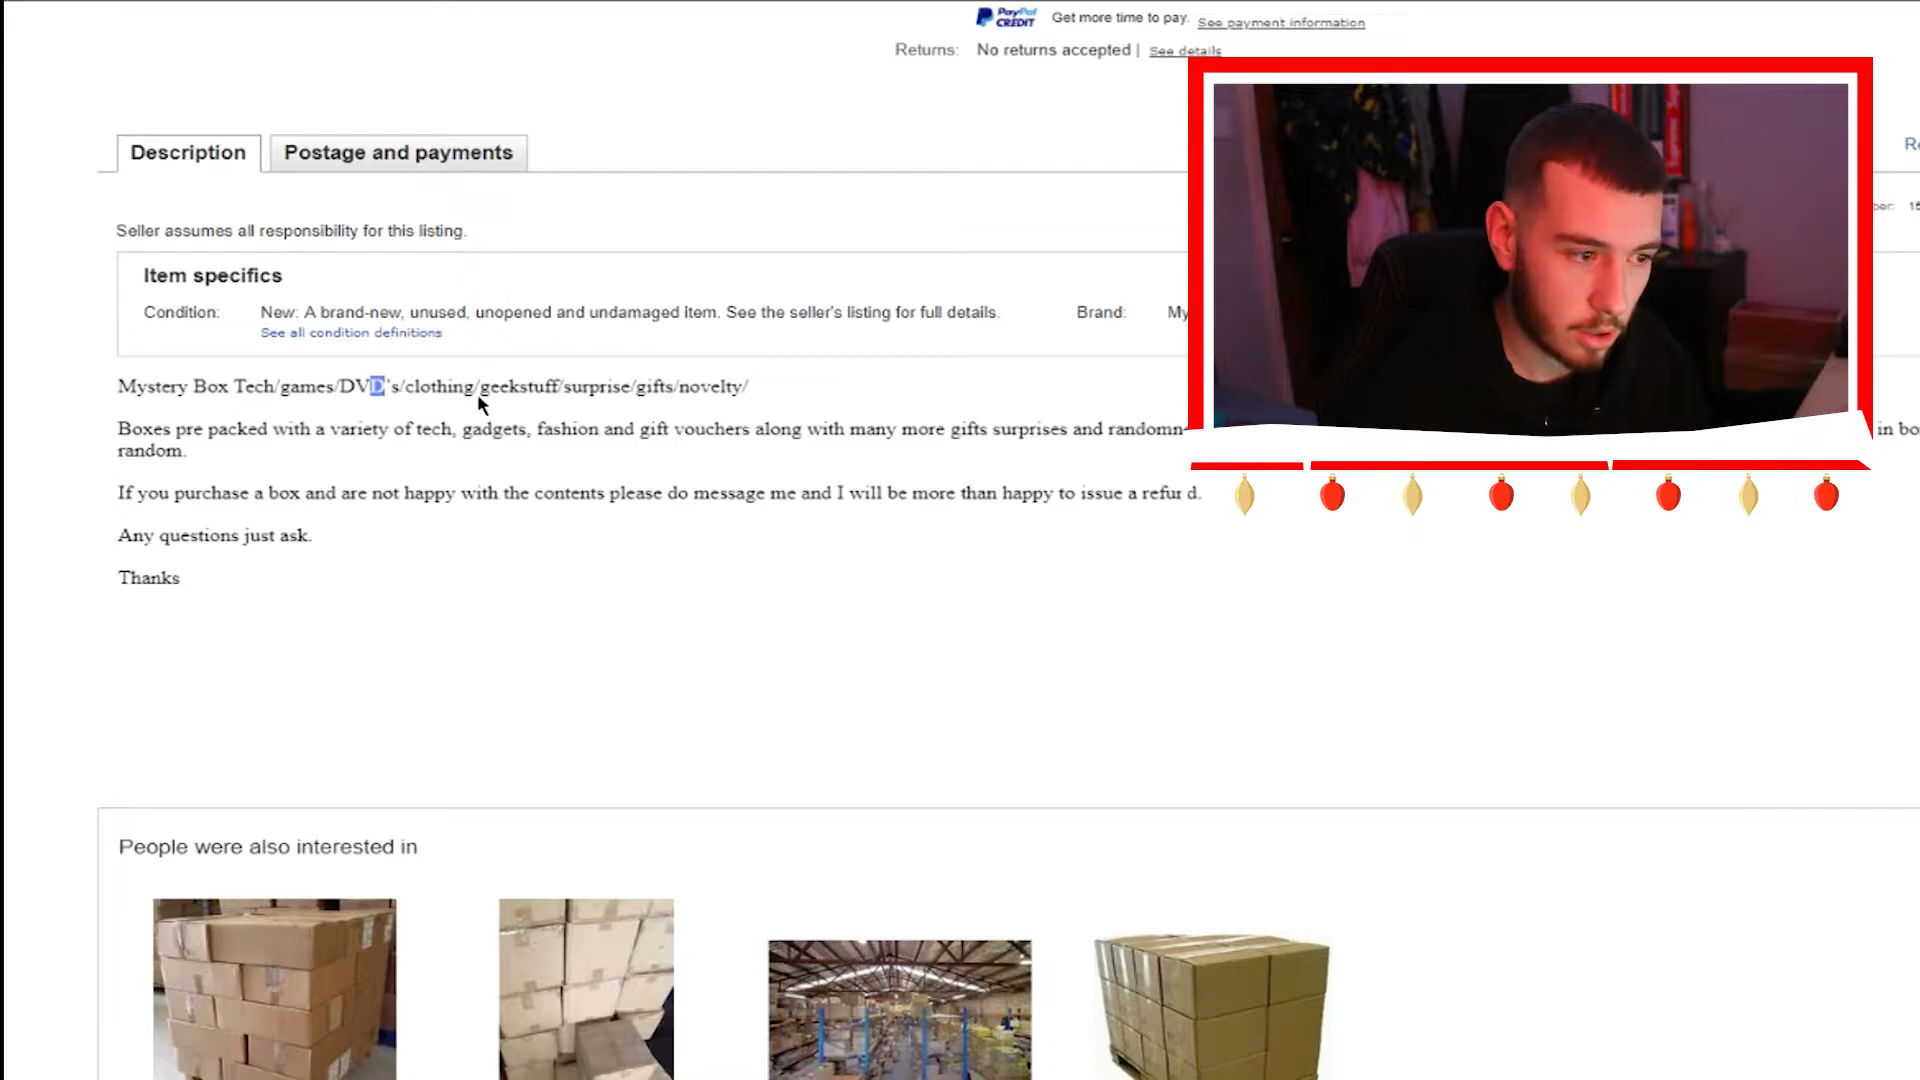 PayPal CREDIT Get more time to pay. See payment information
Returns: No returns accepted | See details
Description Postage and payments
Seller assumes all responsibility for this listing.
Item specifics
Condition: New: A brand-new, unused, unopened and undamaged item. See the seller's listing for full details. Brand: My
See all condition definitions
Mystery Box Tech/games/DVD's/clothing/geekstuff/surprise/gifts/novelty/
Boxes pre packed with a variety of tech, gadgets, fashion and gift vouchers along with many more gifts surprises and in
random.
If you purchase a box and are not happy with the contents please do message me and I will be more than happy to issue a refur d.
Any questions just ask.
Thanks
People were also interested in